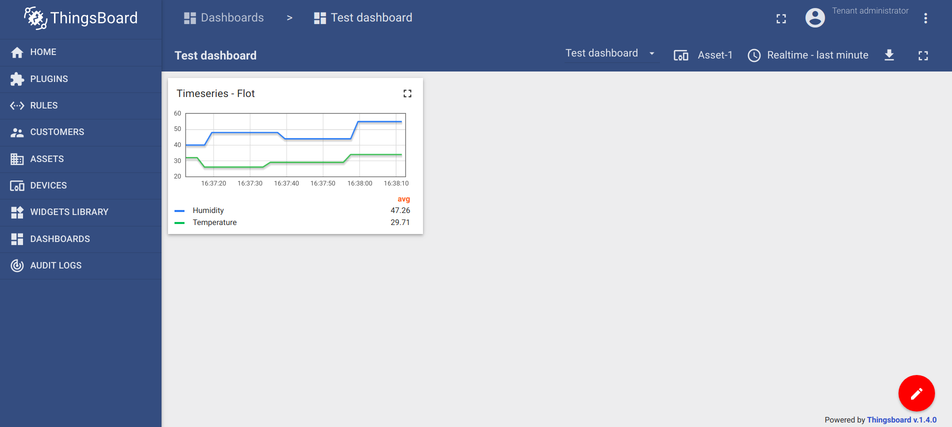 ThingsBoard
Dashboards > Test dashboard
Tenant administrator
HOME
PLUGINS
RULES
CUSTOMERS
ASSETS
DEVICES
WIDGETS LIBRARY
DASHBOARDS
AUDIT LOGS
Test dashboard
Test dashboard
Asset-1
Realtime - last minute
Timeseries - Flot
60
50
40
30
20
16:37:20 16:37:30 16:37:40 16:37:50 16:38:00 16:38:10
avg
Humidity 47.26
Temperature 29.71
Powered by Thingsboard v.1.4.0